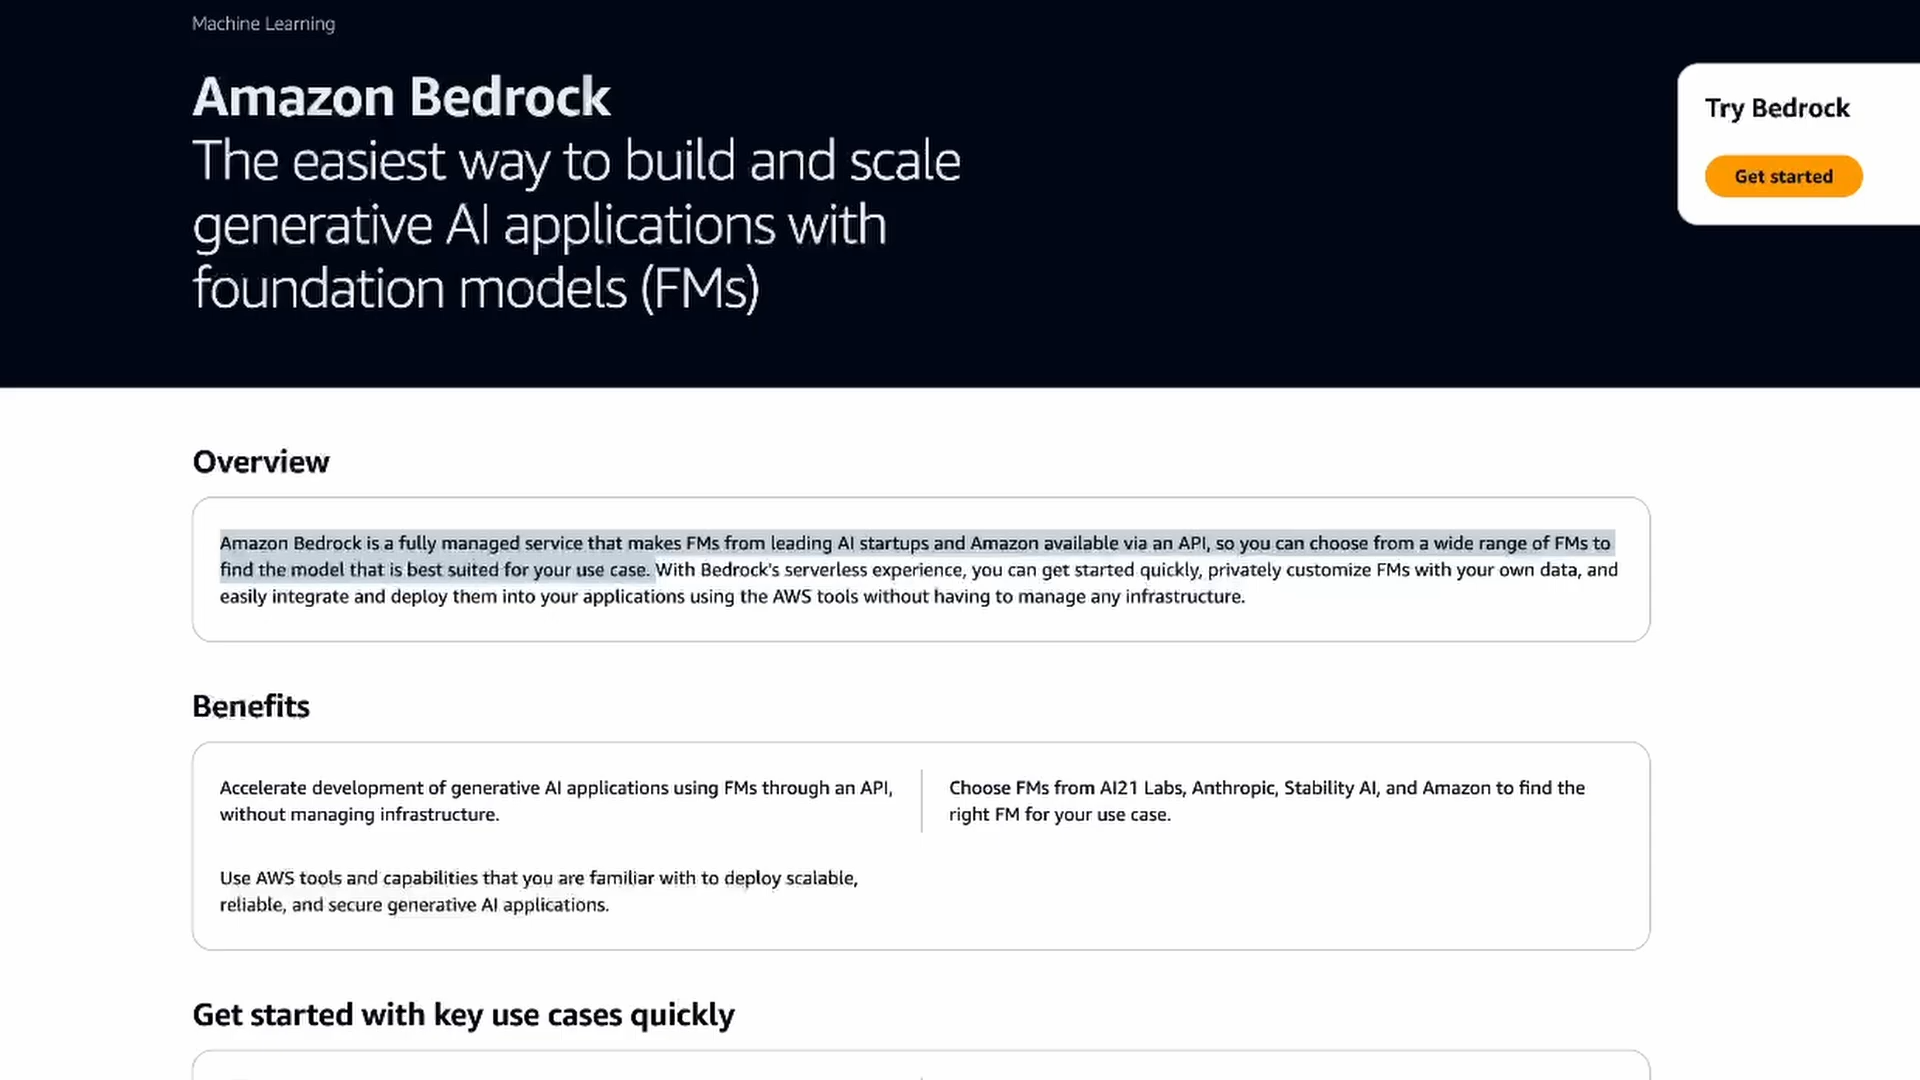 Machine Learning
Amazon Bedrock
The easiest way to build and scale
generative AI applications with
foundation models (FMs)
Try Bedrock
Get started
Overview
Amazon Bedrock is a fully managed service that makes FMs from leading AI startups and Amazon available via an API, so you can choose from a wide range of FMs to
find the model that is best suited for your use case. With Bedrock's serverless experience, you can get started quickly, privately customize FMs with your own data, and
easily integrate and deploy them into your applications using the AWS tools without having to manage any infrastructure.
Benefits
Accelerate development of generative AI applications using FMs through an API,
without managing infrastructure.
Choose FMs from AI21 Labs, Anthropic, Stability AI, and Amazon to find the
right FM for your use case.
Use AWS tools and capabilities that you are familiar with to deploy scalable,
reliable, and secure generative AI applications.
Get started with key use cases quickly